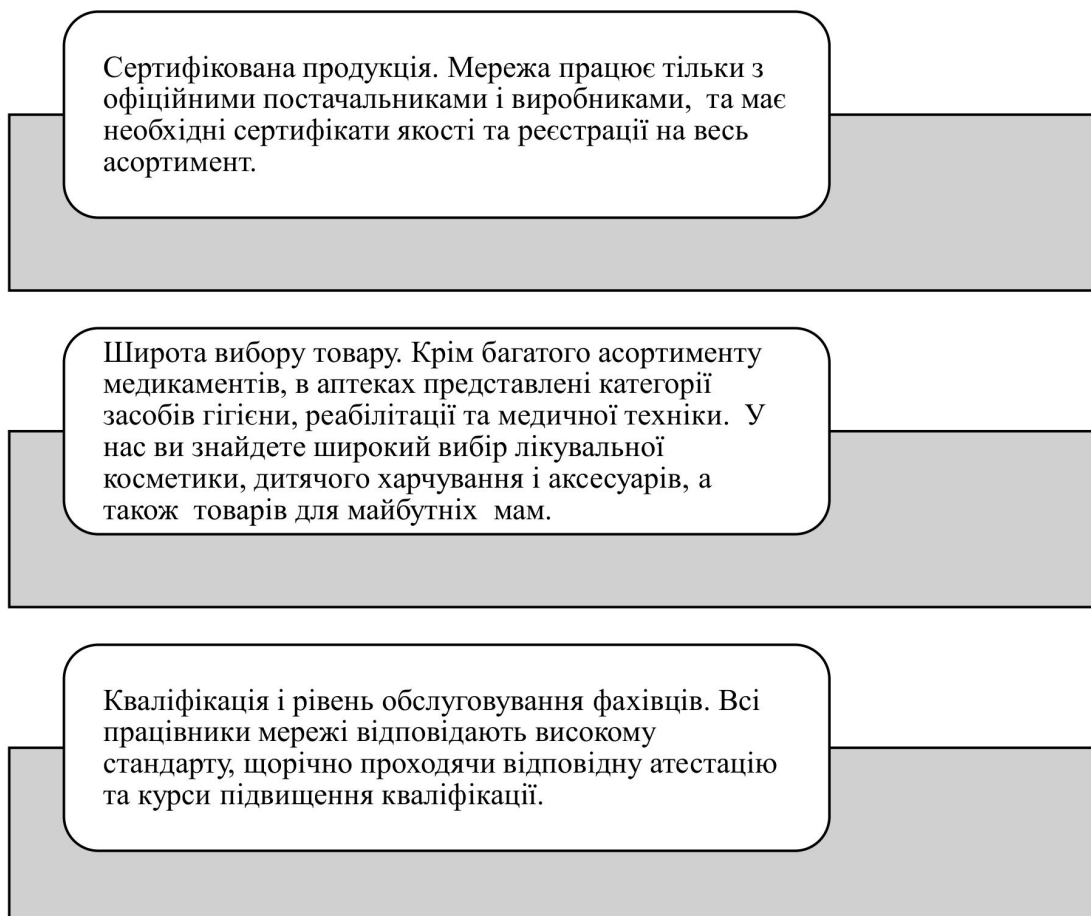 Сертифікована продукція. Мережа працює тільки з
офіційними постачальниками і виробниками,  та має
необхідні сертифікати якості та реєстрації на весь
асортимент.
Широта вибору товару. Крім багатого асортименту
медикаментів, в аптеках представлені категорії
засобів гігієни, реабілітації та медичної техніки.  У
нас ви знайдете широкий вибір лікувальної
косметики, дитячого харчування і аксесуарів, а
також  товарів для майбутніх  мам.
Кваліфікація і рівень обслуговування фахівців. Всі
працівники мережі відповідають високому
стандарту, щорічно проходячи відповідну атестацію
та курси підвищення кваліфікації.